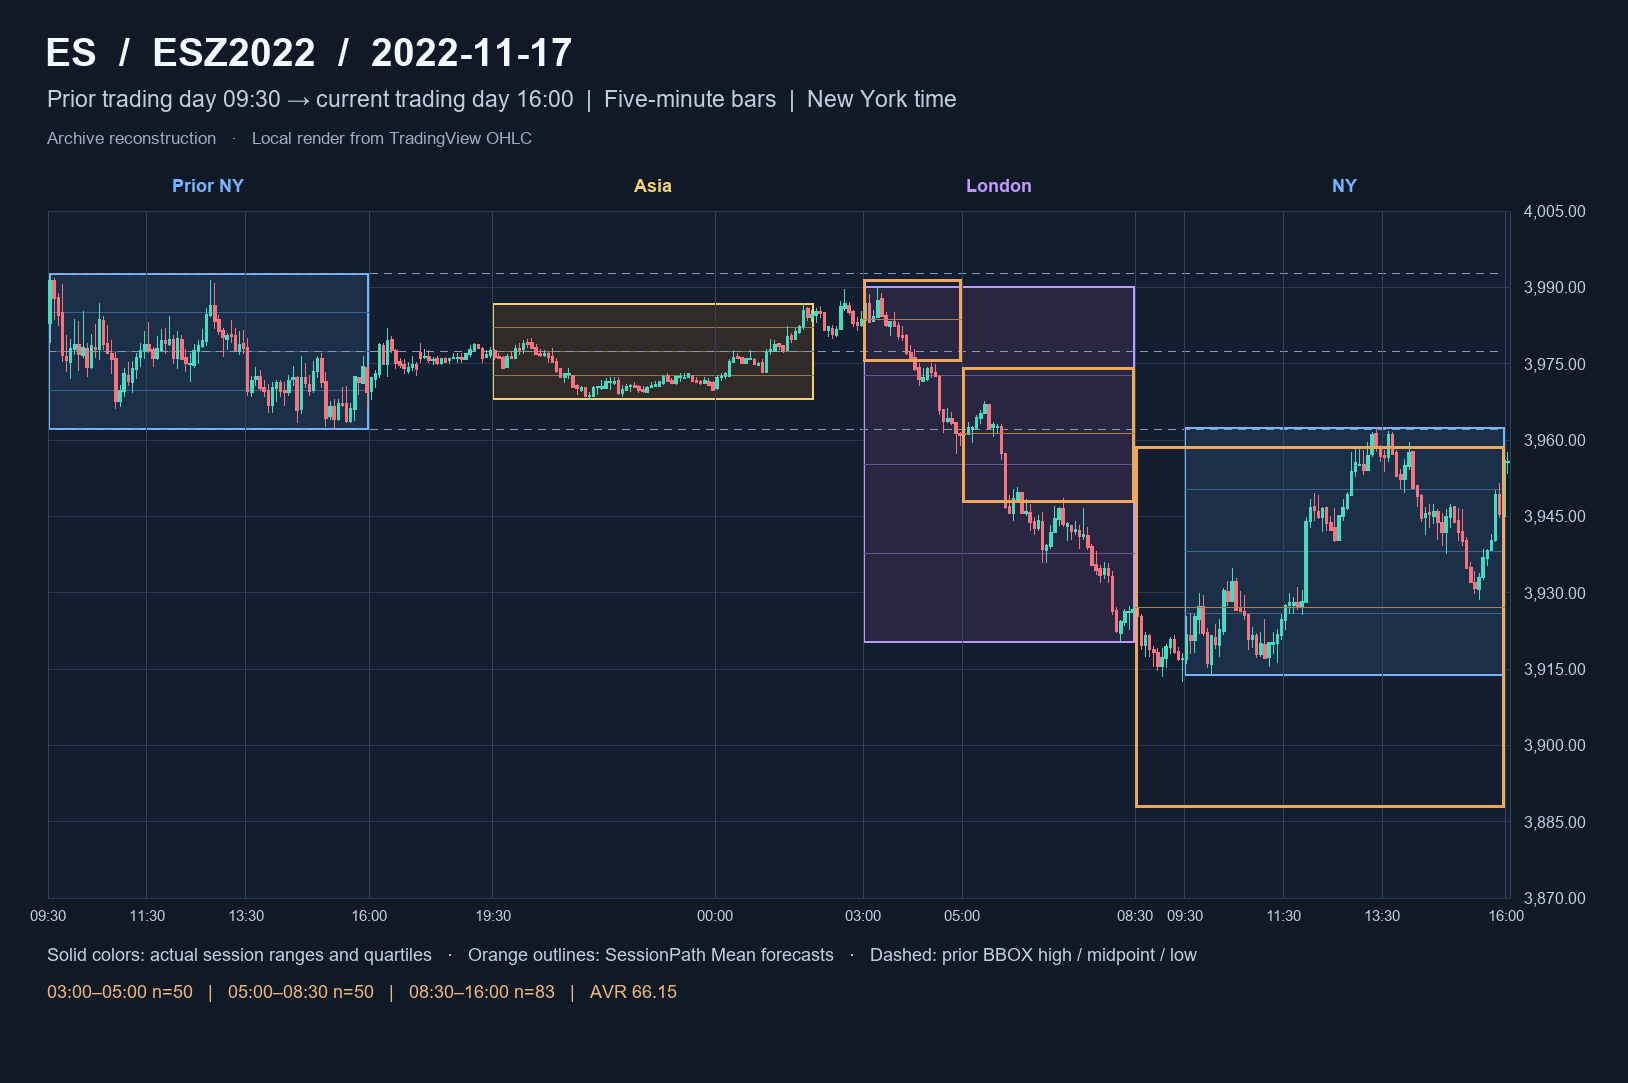 ES / ESZ2022 / 2022-11-17
Prior trading day 09:30 → current trading day 16:00 | Five-minute bars | New York time
Archive reconstruction · Local render from TradingView OHLC
Prior NY Asia London NY
4,005.00
3,990.00
3,975.00
3,960.00
3,945.00
3,930.00
3,915.00
3,900.00
3,885.00
3,870.00
09:30 11:30 13:30 16:00 19:30 00:00 03:00 05:00 08:30 09:30 11:30 13:30 16:00
Solid colors: actual session ranges and quartiles · Orange outlines: SessionPath Mean forecasts · Dashed: prior BBOX high / midpoint / low
03:00–05:00 n=50 | 05:00–08:30 n=50 | 08:30–16:00 n=83 | AVR 66.15